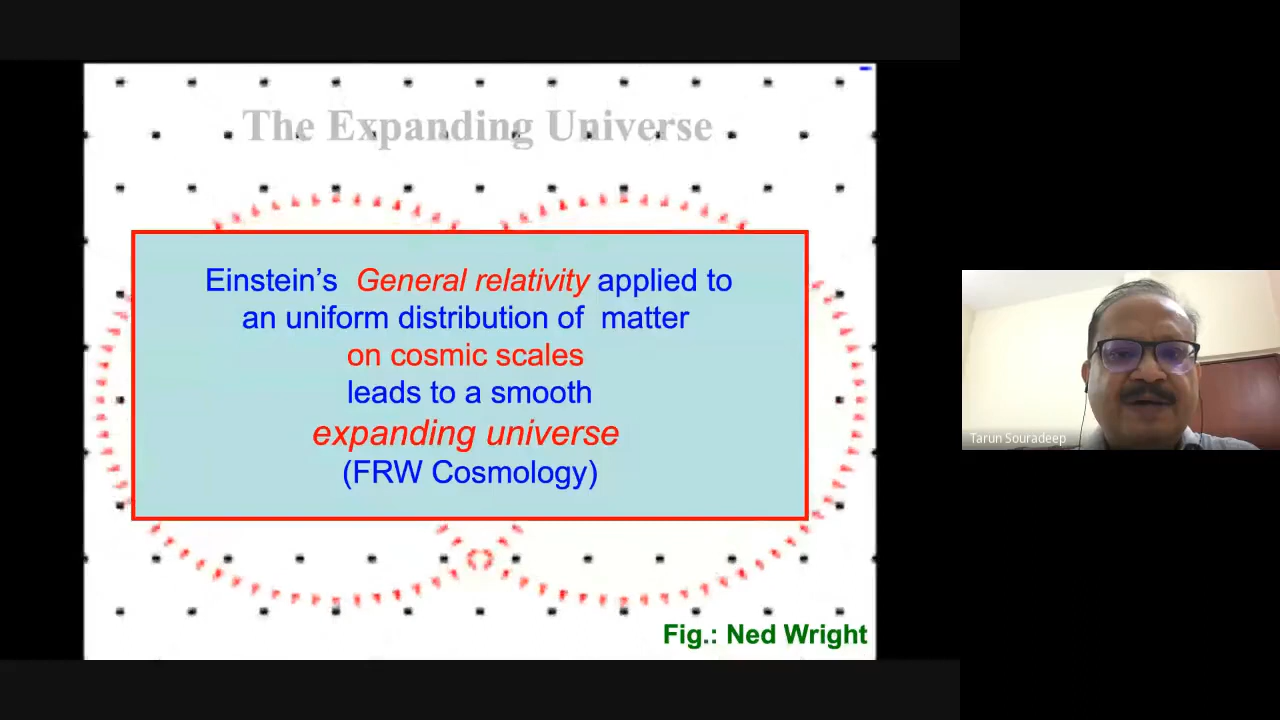 The Expanding Universe
Einstein’s General relativity applied to
an uniform distribution of matter
on cosmic scales
leads to a smooth
expanding universe
(FRW Cosmology)
Fig.: Ned Wright
Tarun Souradeep